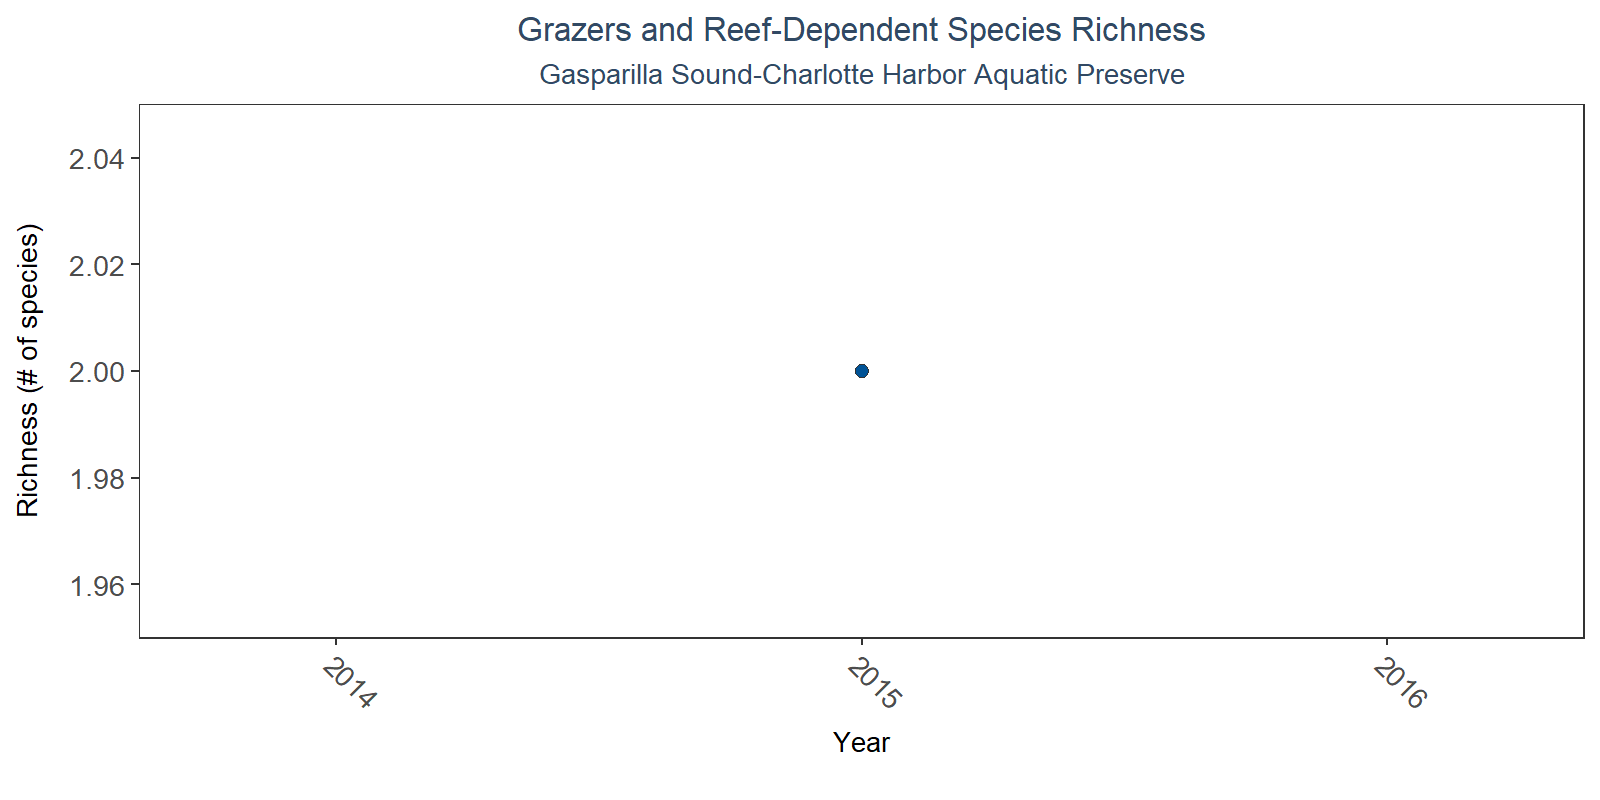 Grazers and Reef-Dependent Species Richness
Gasparilla Sound-Charlotte Harbor Aquatic Preserve
Richness (# of species)
2.04
2.02
2.00
1.98
1.96
2014
2015
2016
Year